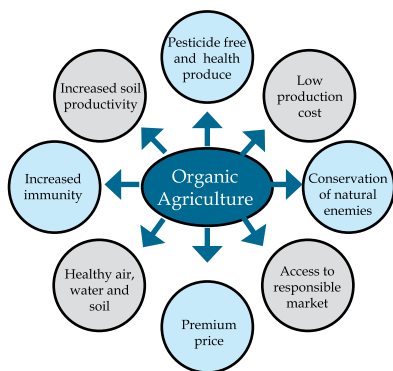 Pesticide free
and  health
produce
Increased soil
productivity
Low
production
cost
Increased
immunity
Organic
Agriculture
Conservation
of natural
enemies
Healthy air,
water and
soil
Access to
responsible
market
Premium
price